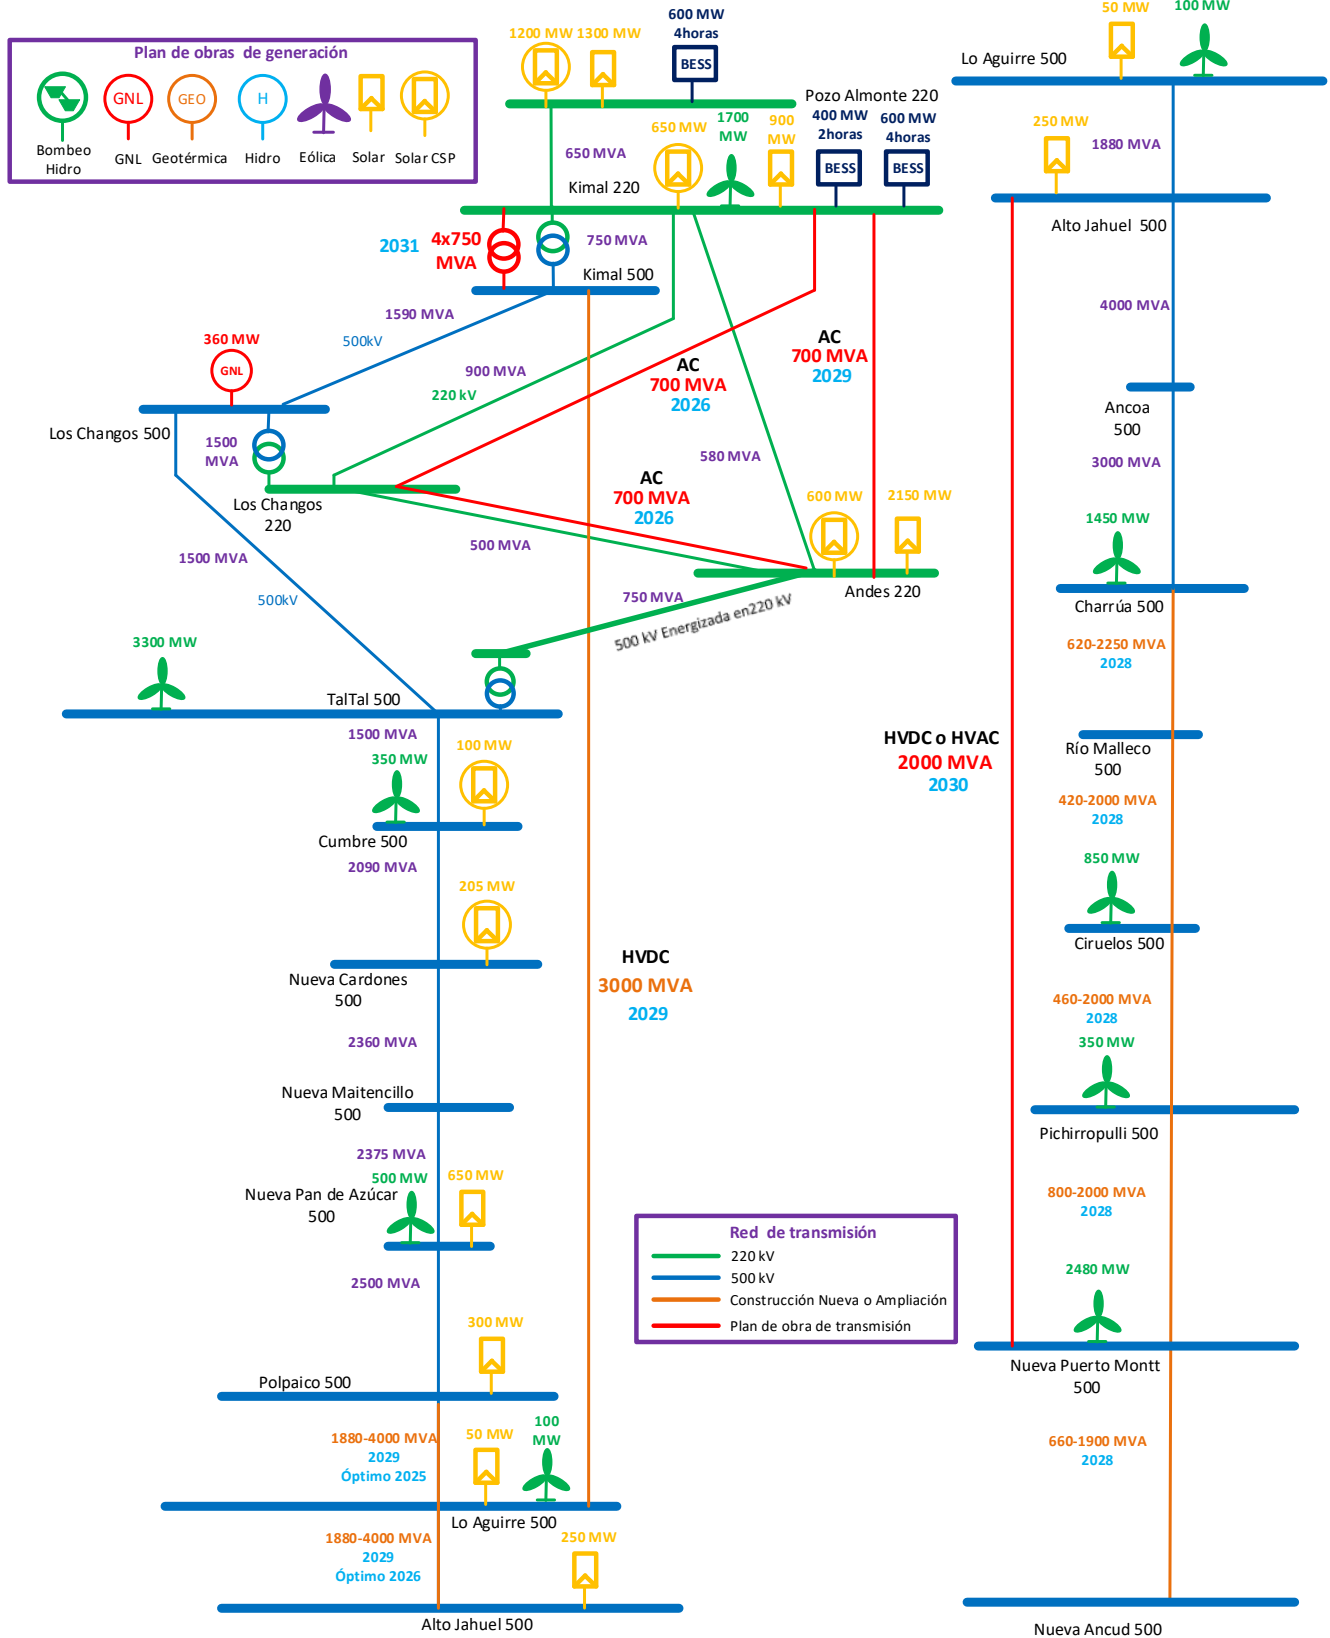 Plan de obras de generación
GNL
GEO
H
Bombeo
Hidro
GNL
Geotérmica
Hidro
Eólica
Solar
Solar CSP
1200 MW
1300 MW
600 MW
4horas
BESS
Pozo Almonte 220
650 MVA
Kimal 220
650 MW
1700
MW
900
MW
400 MW
2horas
BESS
600 MW
4horas
BESS
2031
4x750
MVA
750 MVA
Kimal 500
1590 MVA
500kV
360 MW
GNL
Los Changos 500
1500
MVA
900 MVA
220 kV
AC
700 MVA
2026
AC
700 MVA
2029
580 MVA
Los Changos
220
AC
700 MVA
2026
500 MVA
600 MW
2150 MW
Andes 220
1500 MVA
500kV
750 MVA
500 kV Energizada en220 kV
3300 MW
TalTal 500
1500 MVA
350 MW
100 MW
Cumbre 500
2090 MVA
205 MW
Nueva Cardones
500
2360 MVA
HVDC
3000 MVA
2029
Nueva Maitencillo
500
2375 MVA
500 MW
650 MW
Nueva Pan de Azúcar
500
2500 MVA
300 MW
Polpaico 500
1880-4000 MVA
2029
Óptimo 2025
50 MW
100
MW
Lo Aguirre 500
1880-4000 MVA
2029
Óptimo 2026
250 MW
Alto Jahuel 500
Red de transmisión
220 kV
500 kV
Construcción Nueva o Ampliación
Plan de obra de transmisión
50 MW
100 MW
Lo Aguirre 500
250 MW
1880 MVA
Alto Jahuel 500
4000 MVA
Ancoa
500
3000 MVA
1450 MW
Charrúa 500
620-2250 MVA
2028
HVDC o HVAC
2000 MVA
2030
Río Malleco
500
420-2000 MVA
2028
850 MW
Ciruelos 500
460-2000 MVA
2028
350 MW
Pichirropulli 500
800-2000 MVA
2028
2480 MW
Nueva Puerto Montt
500
660-1900 MVA
2028
Nueva Ancud 500